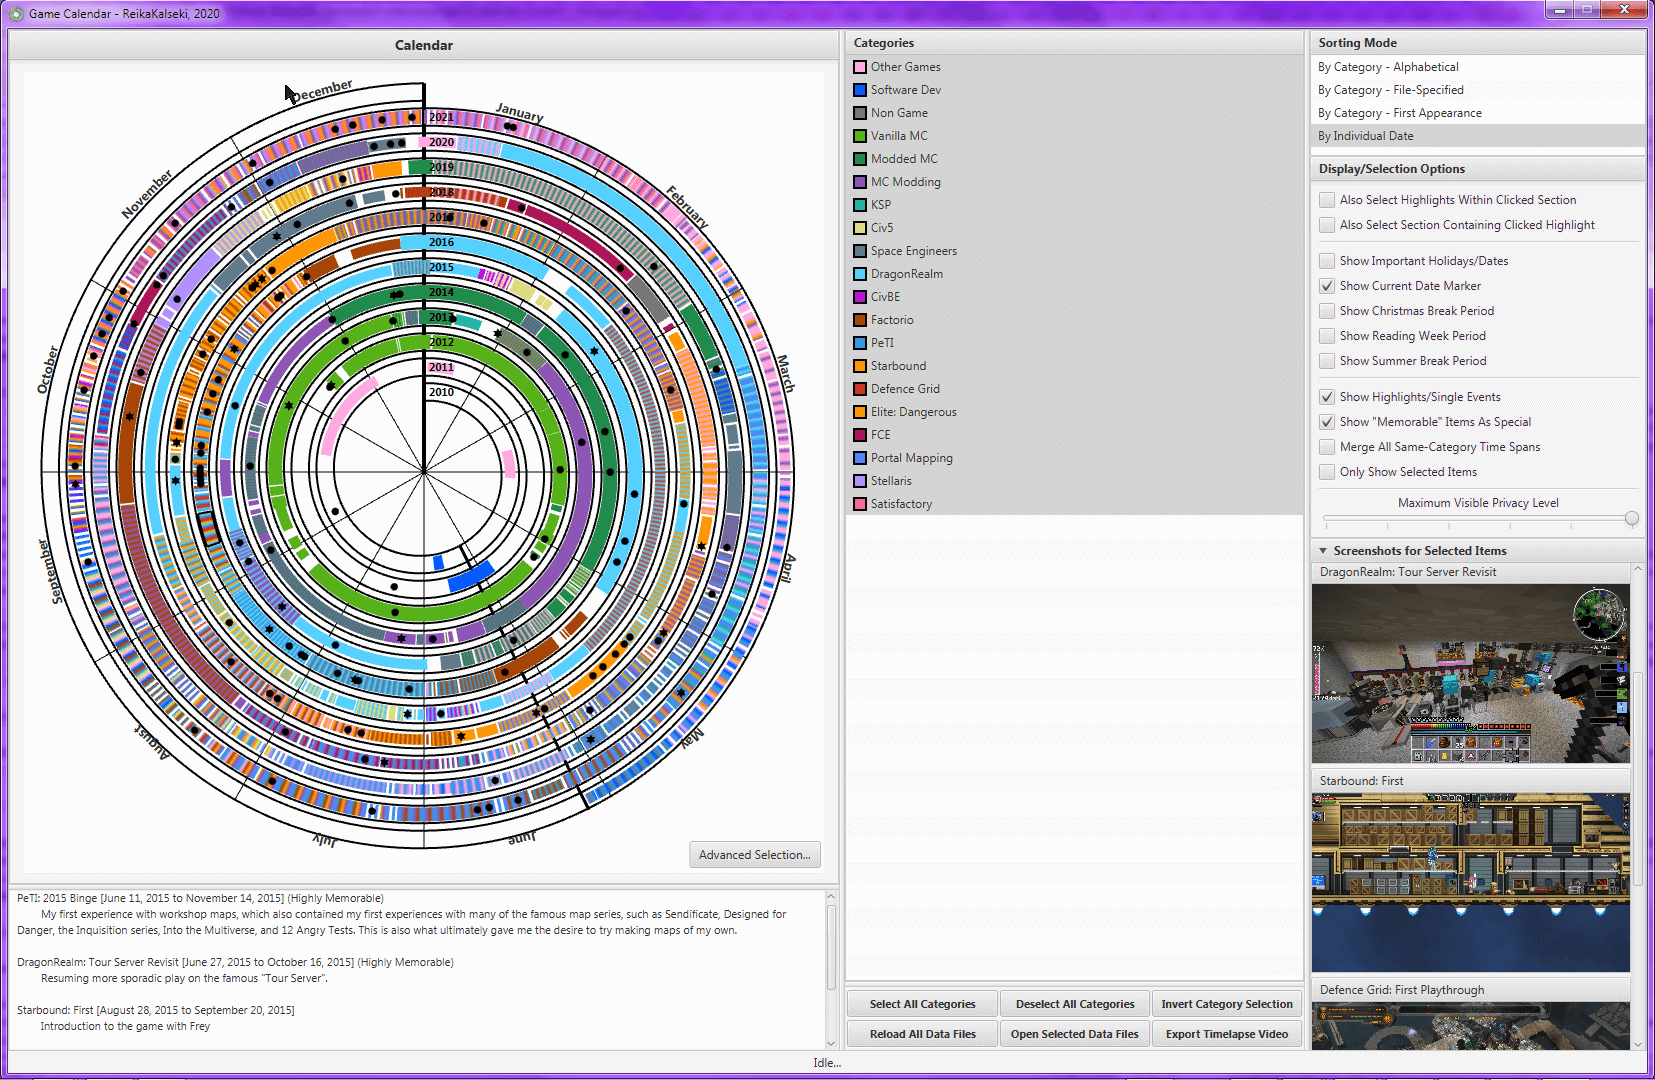 Game Calendar - ReikaKalseki, 2020
Calendar
December
January
November
February
October
March
September
April
August
May
July
June
2021
2020
2019
2018
2017
2016
2015
2014
2013
2012
2011
2010
Advanced Selection...
PeTI: 2015 Binge [June 11, 2015 to November 14, 2015] (Highly Memorable)
My first experience with workshop maps, which also contained my first experiences with many of the famous map series, such as Sendificate, Designed for
Danger, the Inquisition series, Into the Multiverse, and 12 Angry Tests. This is also what ultimately gave me the desire to try making maps of my own.
DragonRealm: Tour Server Revisit [June 27, 2015 to October 16, 2015] (Highly Memorable)
Resuming more sporadic play on the famous "Tour Server".
Starbound: First [August 28, 2015 to September 20, 2015]
Introduction to the game with Frey
Categories
Other Games
Software Dev
Non Game
Vanilla MC
Modded MC
MC Modding
KSP
Civ5
Space Engineers
DragonRealm
CivBE
Factorio
PeTI
Starbound
Defence Grid
Elite: Dangerous
FCE
Portal Mapping
Stellaris
Satisfactory
Select All Categories
Deselect All Categories
Invert Category Selection
Reload All Data Files
Open Selected Data Files
Export Timelapse Video
Sorting Mode
By Category - Alphabetical
By Category - File-Specified
By Category - First Appearance
By Individual Date
Display/Selection Options
Also Select Highlights Within Clicked Section
Also Select Section Containing Clicked Highlight
Show Important Holidays/Dates
Show Current Date Marker
Show Christmas Break Period
Show Reading Week Period
Show Summer Break Period
Show Highlights/Single Events
Show "Memorable" Items As Special
Merge All Same-Category Time Spans
Only Show Selected Items
Maximum Visible Privacy Level
Screenshots for Selected Items
DragonRealm: Tour Server Revisit
Starbound: First
Defence Grid: First Playthrough
Idle...